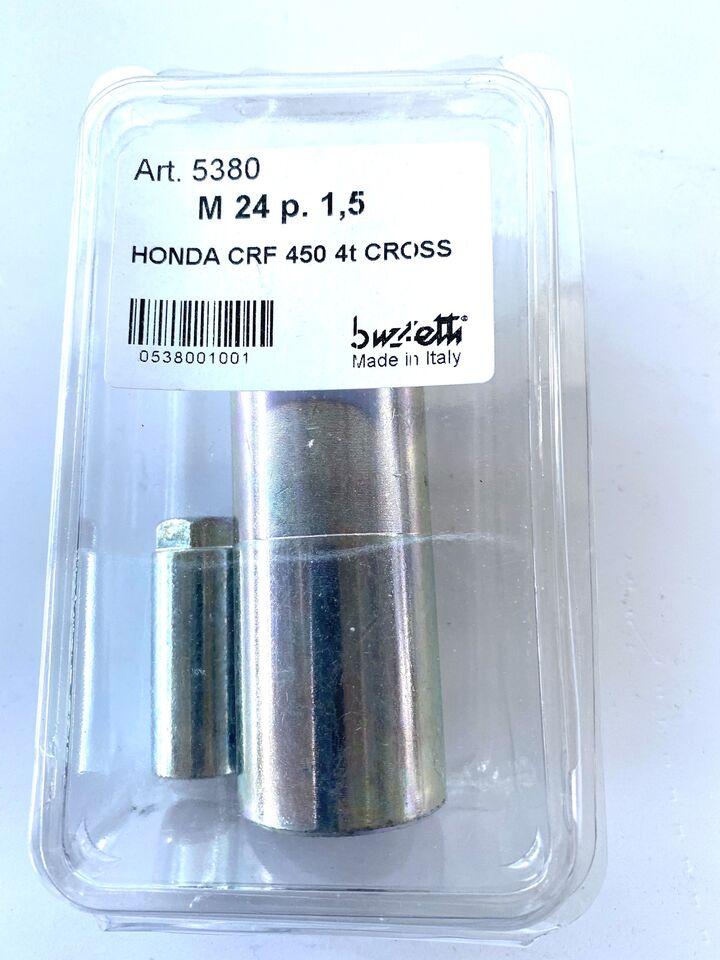 Art. 5380
M 24 p. 1,5
HONDA CRF 450 4t CROSS
0538001001
buzzetti®
Made in Italy